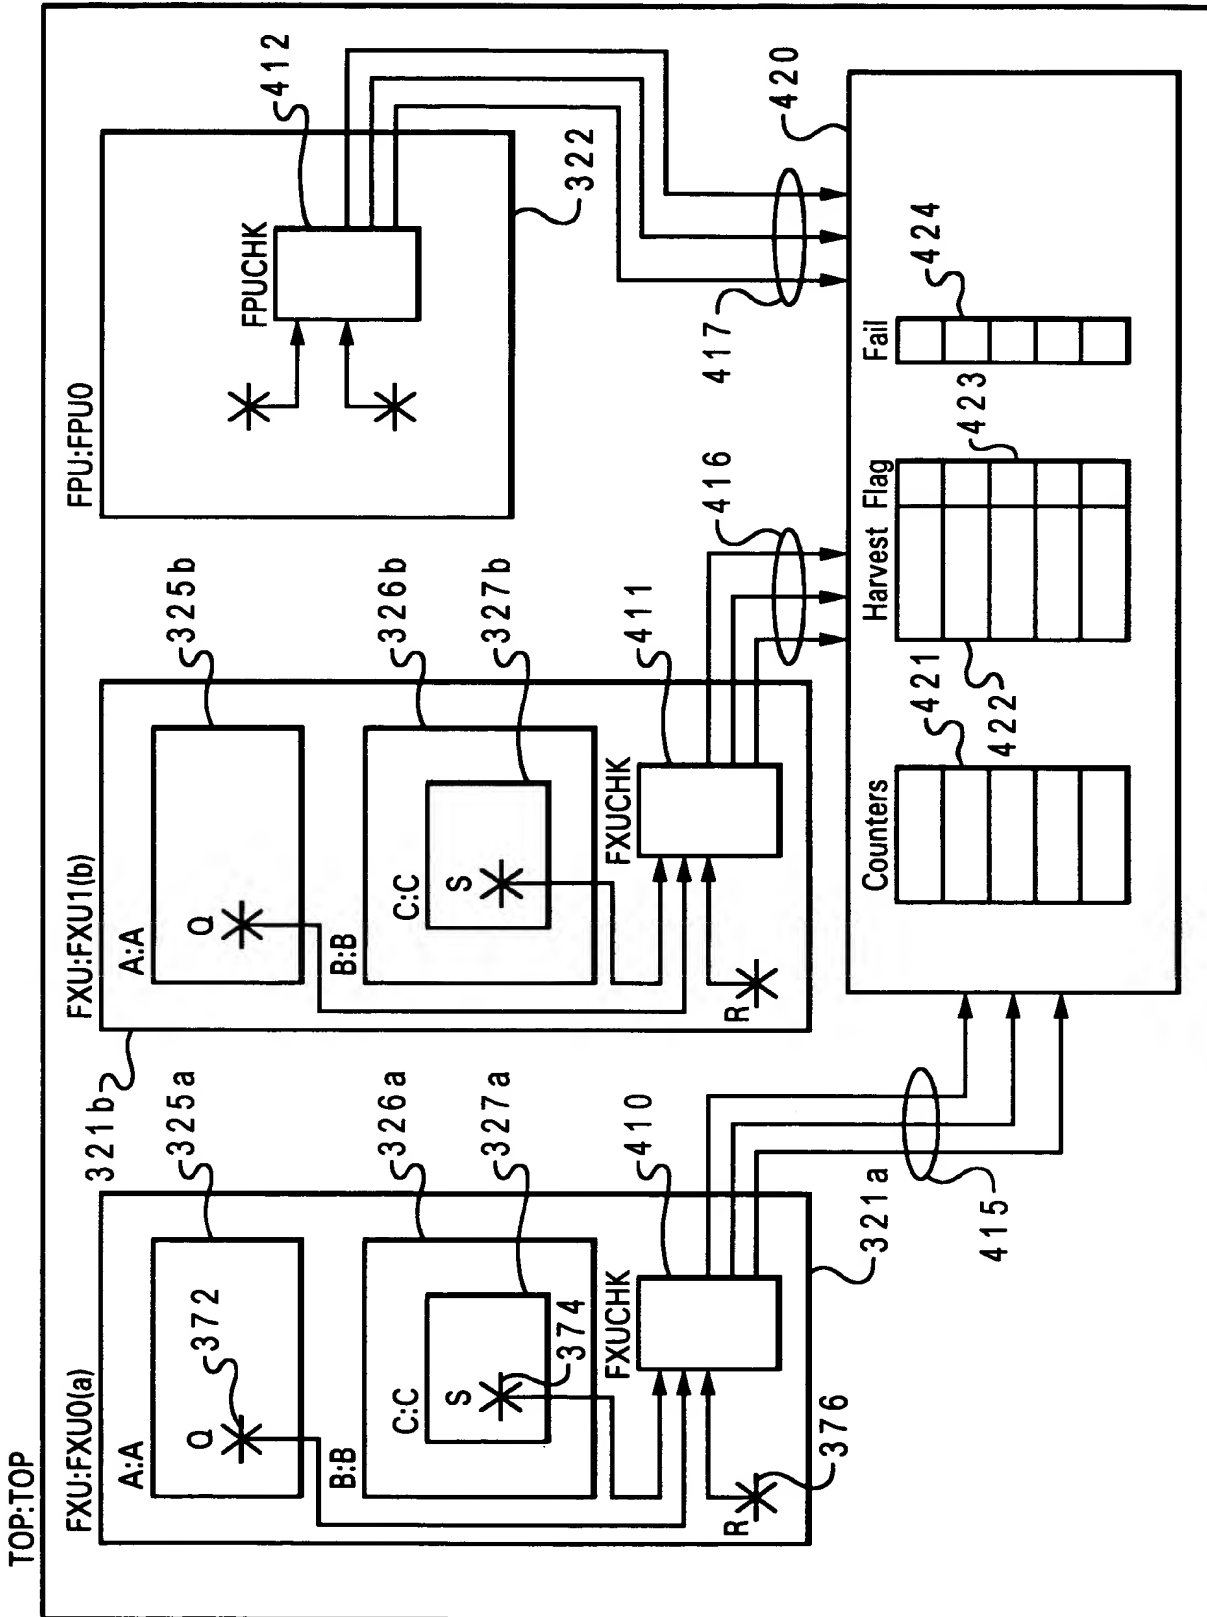 TOP:TOP
FXU:FXU0(a)
A:A
Q
372
325a
B:B
C:C
S
374
326a
327a
FXUCHK
410
R
376
321a
415
321b
FXU:FXU1(b)
A:A
Q
325b
B:B
C:C
S
326b
327b
FXUCHK
411
R
416
FPU:FPU0
FPUCHK
412
322
417
420
Counters
421
Harvest Flag
422
423
Fail
424